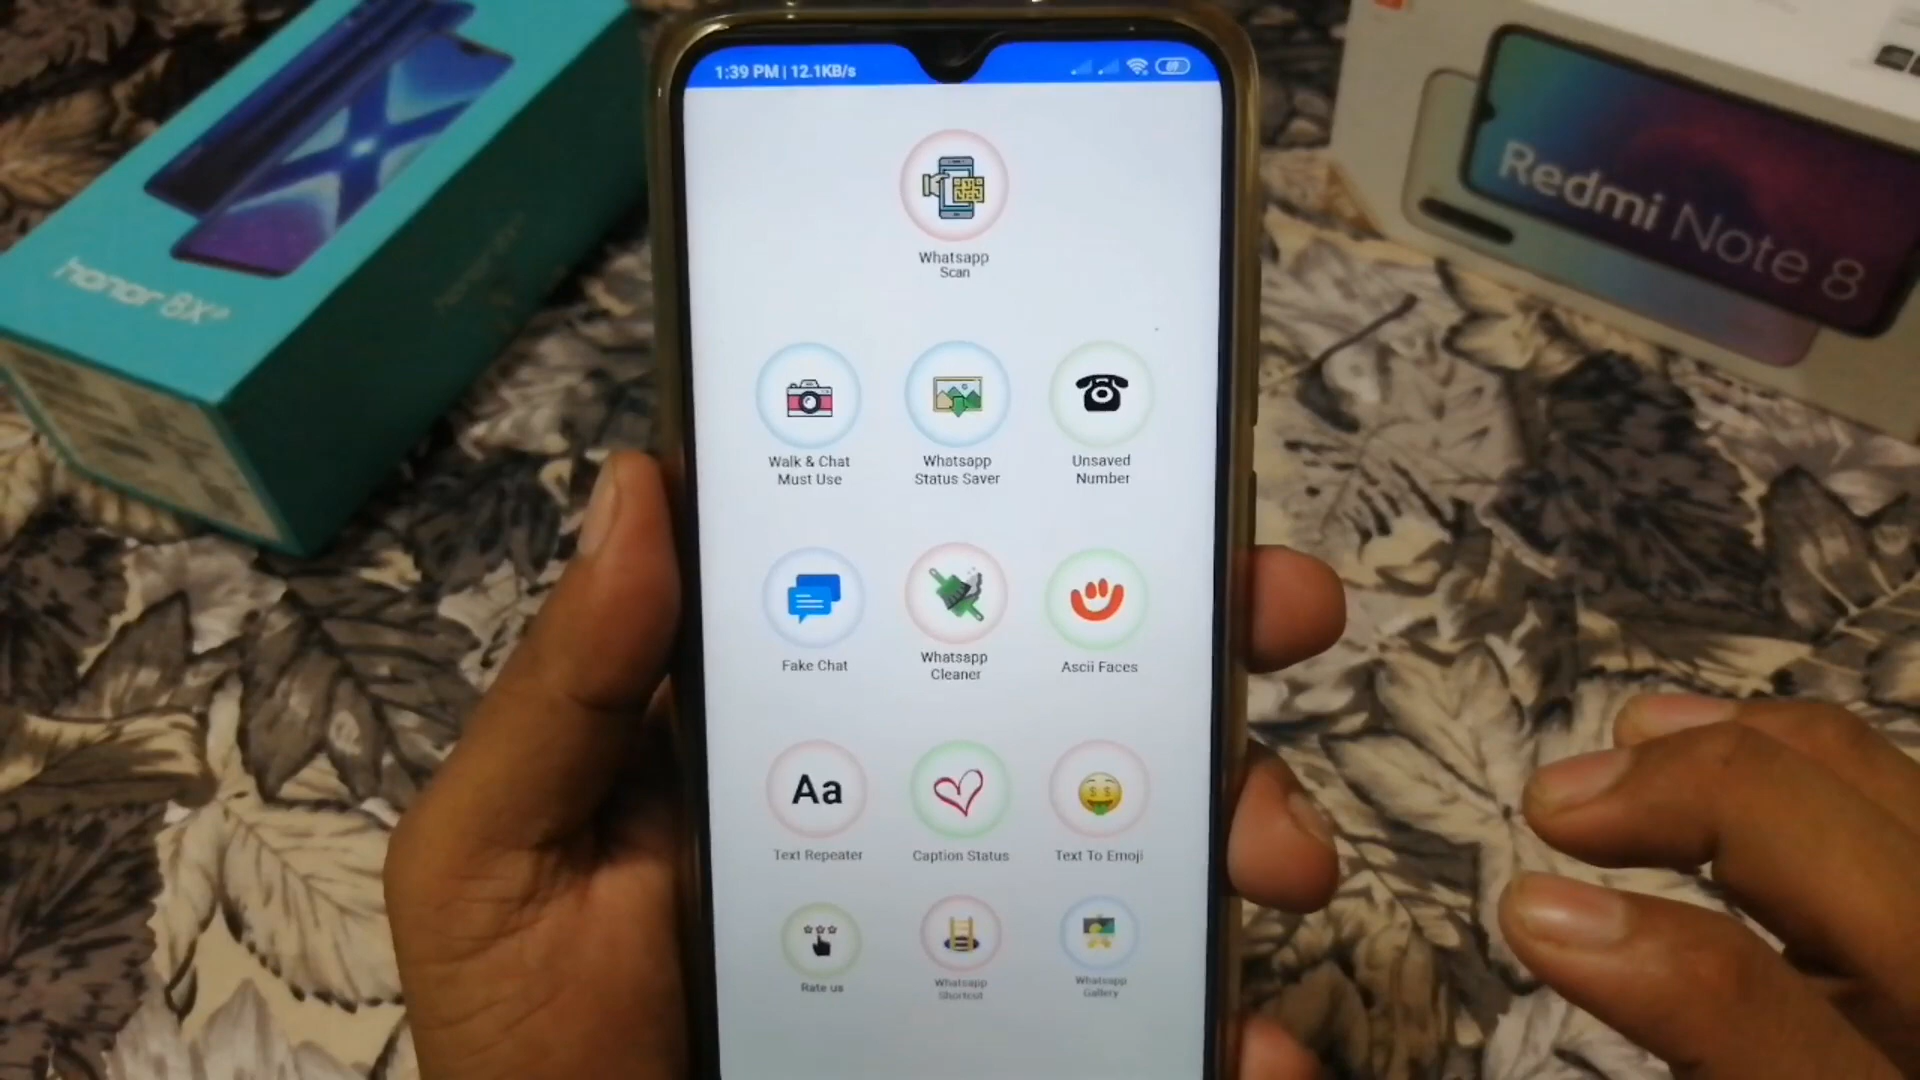 1:39 PM | 12.1KB/s
69
honor 8X
Redmi Note 8
Whatsapp
Scan
Walk & Chat
Must Use
Whatsapp
Status Saver
Unsaved
Number
Fake Chat
Whatsapp
Cleaner
Ascii Faces
Aa
Text Repeater
Caption Status
Text To Emoji
Rate us
Whatsapp
Shortcut
Whatsapp
Gallery